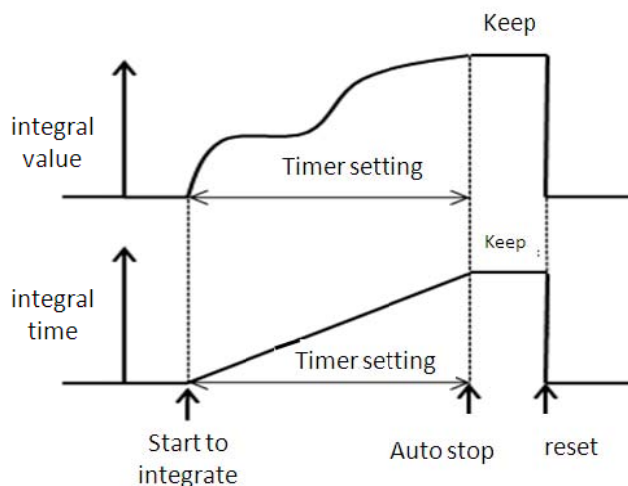 Keep
integral
value
Timer setting
Keep :
integral
time
Timer setting
Start to
integrate
Auto stop
reset